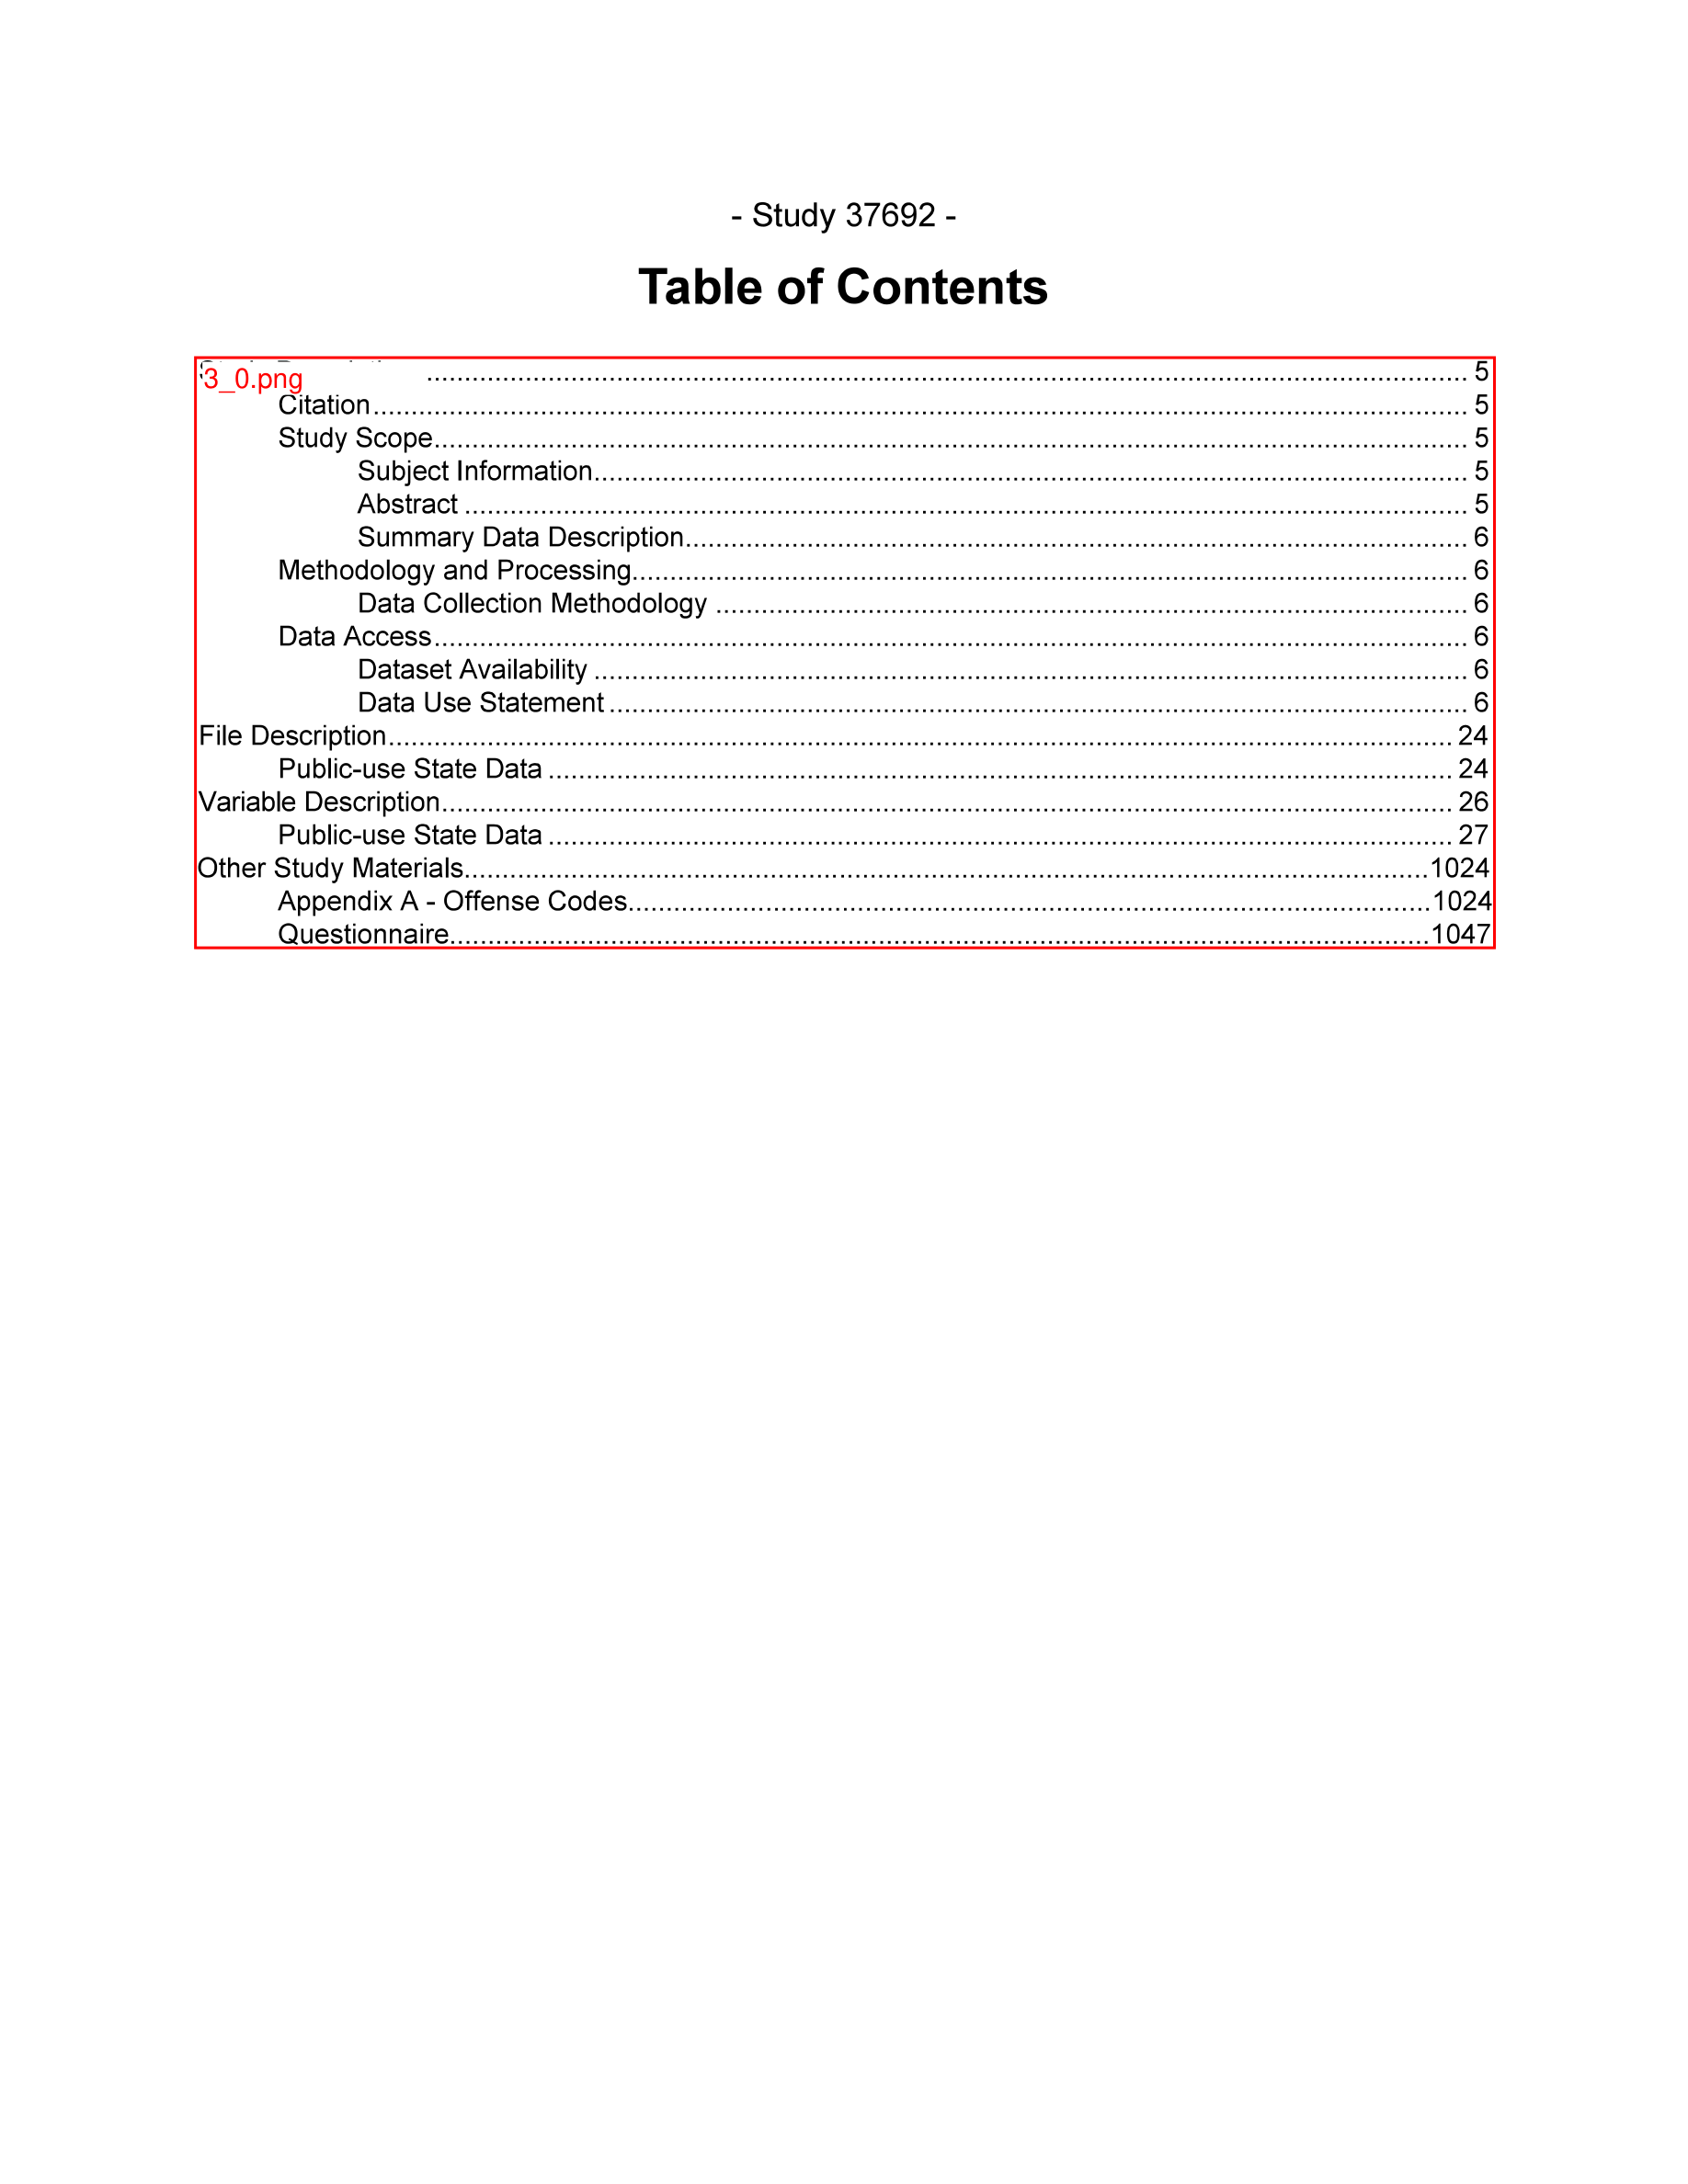 - Study 37692 -
Table of Contents
3_0.png ........................................ 5
Citation ........................................ 5
Study Scope ........................................ 5
Subject Information ........................................ 5
Abstract ........................................ 5
Summary Data Description ........................................ 6
Methodology and Processing ........................................ 6
Data Collection Methodology ........................................ 6
Data Access ........................................ 6
Dataset Availability ........................................ 6
Data Use Statement ........................................ 6
File Description ........................................ 24
Public-use State Data ........................................ 24
Variable Description ........................................ 26
Public-use State Data ........................................ 27
Other Study Materials ........................................ 1024
Appendix A - Offense Codes ........................................ 1024
Questionnaire ........................................ 1047